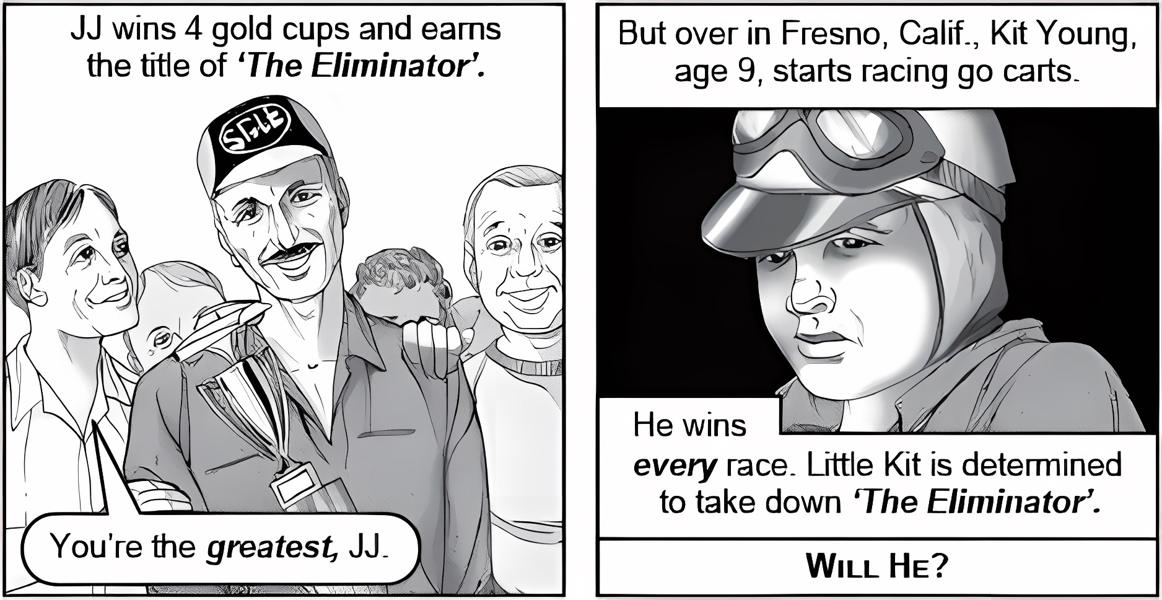 JJ wins 4 gold cups and earns
the title of ‘The Eliminator’.
You're the greatest, JJ.
But over in Fresno, Calif., Kit Young,
age 9, starts racing go carts.
He wins
every race. Little Kit is determined
to take down ‘The Eliminator’.
WILL HE?